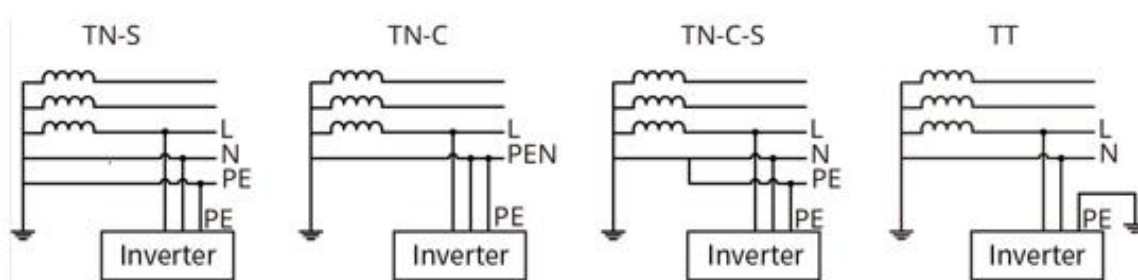 TN-S TN-C TN-C-S TT
L L L L
N PEN N N
PE PE
PE PE PE PE
Inverter Inverter Inverter Inverter